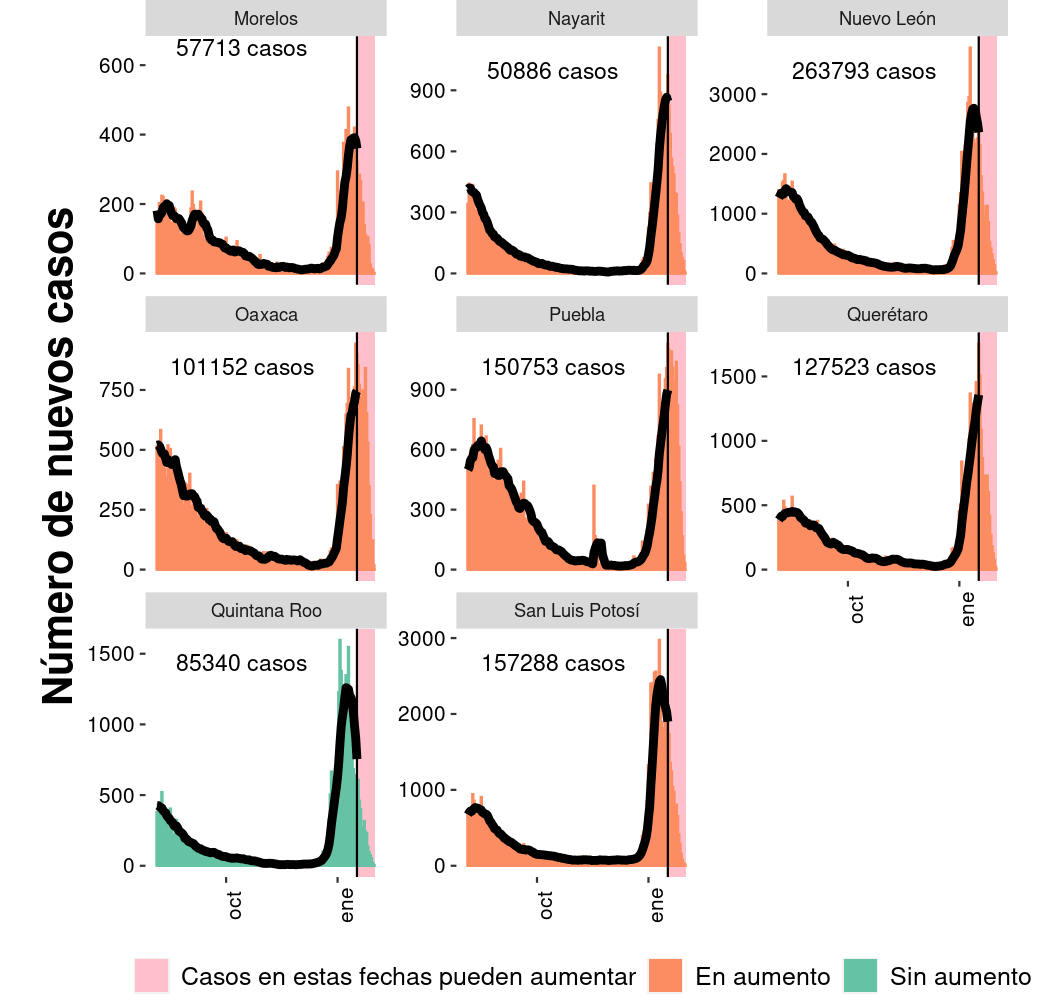 Número de nuevos casos
Morelos
57713 casos
600
400
200
0
Nayarit
50886 casos
900
600
300
0
Nuevo León
263793 casos
3000
2000
1000
0
Oaxaca
101152 casos
750
500
250
0
Puebla
150753 casos
900
600
300
0
Querétaro
127523 casos
1500
1000
500
0
oct
ene
Quintana Roo
85340 casos
1500
1000
500
0
oct
ene
San Luis Potosí
157288 casos
3000
2000
1000
0
oct
ene
Casos en estas fechas pueden aumentar
En aumento
Sin aumento